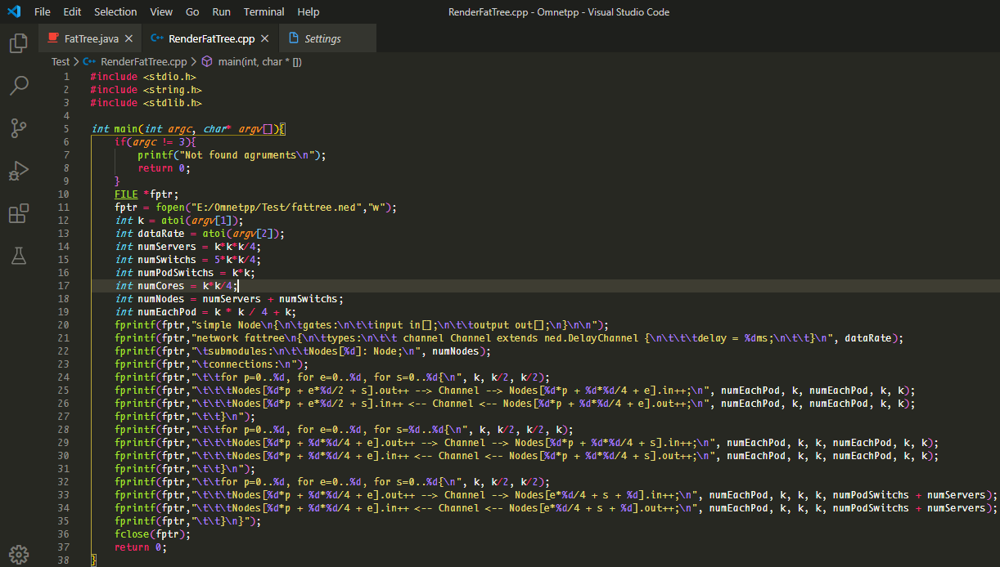 File Edit Selection View Go Run Terminal Help RenderFatTree.cpp - Omnetpp - Visual Studio Code
FatTree.java RenderFatTree.cpp Settings
Test > RenderFatTree.cpp > main(int, char * [])
1 #include <stdio.h>
2 #include <string.h>
3 #include <stdlib.h>
4
5 int main(int argc, char* argv[]){
6     if(argc != 3){
7         printf("Not found agruments\n");
8         return 0;
9     }
10     FILE *fptr;
11     fptr = fopen("E:/Omnetpp/Test/fattree.ned","w");
12     int k = atoi(argv[1]);
13     int dataRate = atoi(argv[2]);
14     int numServers = k*k*k/4;
15     int numSwitchs = 5*k*k/4;
16     int numPodSwitchs = k*k;
17     int numCores = k*k/4;
18     int numNodes = numServers + numSwitchs;
19     int numEachPod = k * k / 4 + k;
20     fprintf(fptr,"simple Node\n{\n\tgates:\n\t\tinput in[];\n\t\toutput out[];\n}\n\n");
21     fprintf(fptr,"network fattree\n{\n\ttypes:\n\t\t channel Channel extends ned.DelayChannel {\n\t\t\tdelay = %dms;\n\t\t}\n", dataRate);
22     fprintf(fptr,"\tsubmodules:\n\t\tNodes[%d]: Node;\n", numNodes);
23     fprintf(fptr,"\tconnections:\n");
24     fprintf(fptr,"\t\tfor p=0..%d, for e=0..%d, for s=0..%d{\n", k, k/2, k/2);
25     fprintf(fptr,"\t\t\tNodes[%d*p + e*%d/2 + s].out++ --> Channel --> Nodes[%d*p + %d*%d/4 + e].in++;\n", numEachPod, k, numEachPod, k, k);
26     fprintf(fptr,"\t\t\tNodes[%d*p + e*%d/2 + s].in++ <-- Channel <-- Nodes[%d*p + %d*%d/4 + e].out++;\n", numEachPod, k, numEachPod, k, k);
27     fprintf(fptr,"\t\t}\n");
28     fprintf(fptr,"\t\tfor p=0..%d, for e=0..%d, for s=%d..%d{\n", k, k/2, k/2, k);
29     fprintf(fptr,"\t\t\tNodes[%d*p + %d*%d/4 + e].out++ --> Channel --> Nodes[%d*p + %d*%d/4 + s].in++;\n", numEachPod, k, k, numEachPod, k, k);
30     fprintf(fptr,"\t\t\tNodes[%d*p + %d*%d/4 + e].in++ <-- Channel <-- Nodes[%d*p + %d*%d/4 + s].out++;\n", numEachPod, k, k, numEachPod, k, k);
31     fprintf(fptr,"\t\t}\n");
32     fprintf(fptr,"\t\tfor p=0..%d, for e=0..%d, for s=0..%d{\n", k, k/2, k/2);
33     fprintf(fptr,"\t\t\tNodes[%d*p + %d*%d/4 + e].out++ --> Channel --> Nodes[e*%d/4 + s + %d].in++;\n", numEachPod, k, k, k, numPodSwitchs + numServers);
34     fprintf(fptr,"\t\t\tNodes[%d*p + %d*%d/4 + e].in++ <-- Channel <-- Nodes[e*%d/4 + s + %d].out++;\n", numEachPod, k, k, k, numPodSwitchs + numServers);
35     fprintf(fptr,"\t\t}\n}");
36     fclose(fptr);
37     return 0;
38 }